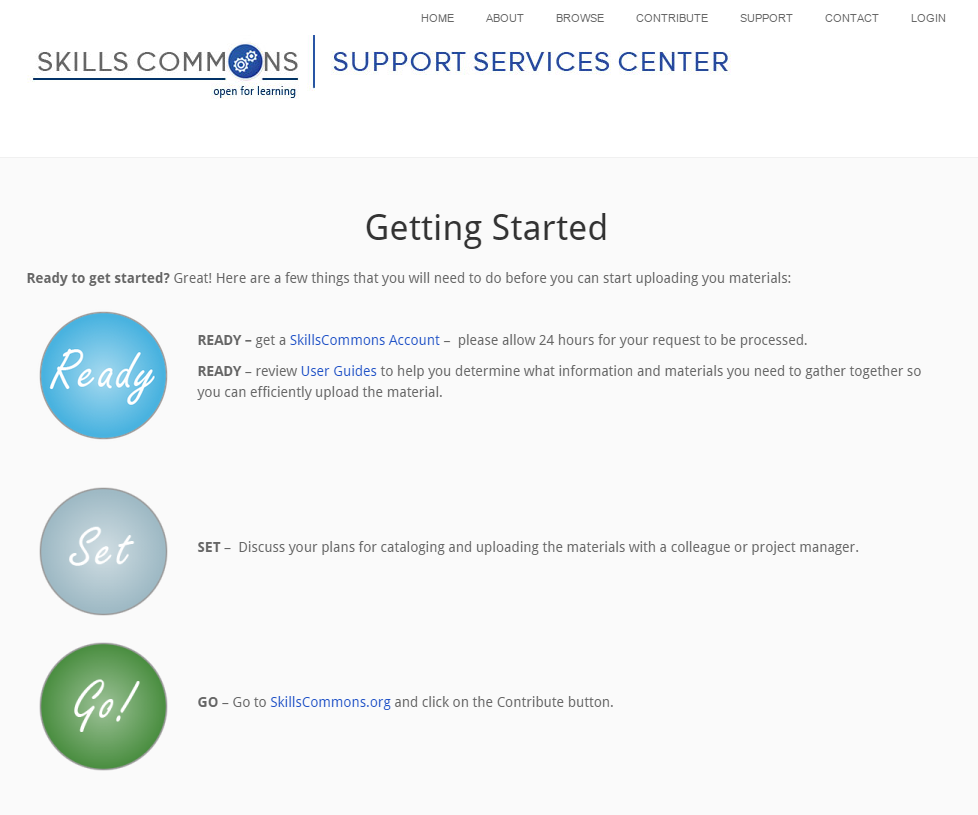 HOME ABOUT BROWSE CONTRIBUTE SUPPORT CONTACT LOGIN
SKILLS COMMONS SUPPORT SERVICES CENTER
open for learning
Getting Started
Ready to get started? Great! Here are a few things that you will need to do before you can start uploading you materials:
Ready
READY – get a SkillsCommons Account – please allow 24 hours for your request to be processed.
READY – review User Guides to help you determine what information and materials you need to gather together so
you can efficiently upload the material.
Set
SET – Discuss your plans for cataloging and uploading the materials with a colleague or project manager.
Go!
GO – Go to SkillsCommons.org and click on the Contribute button.